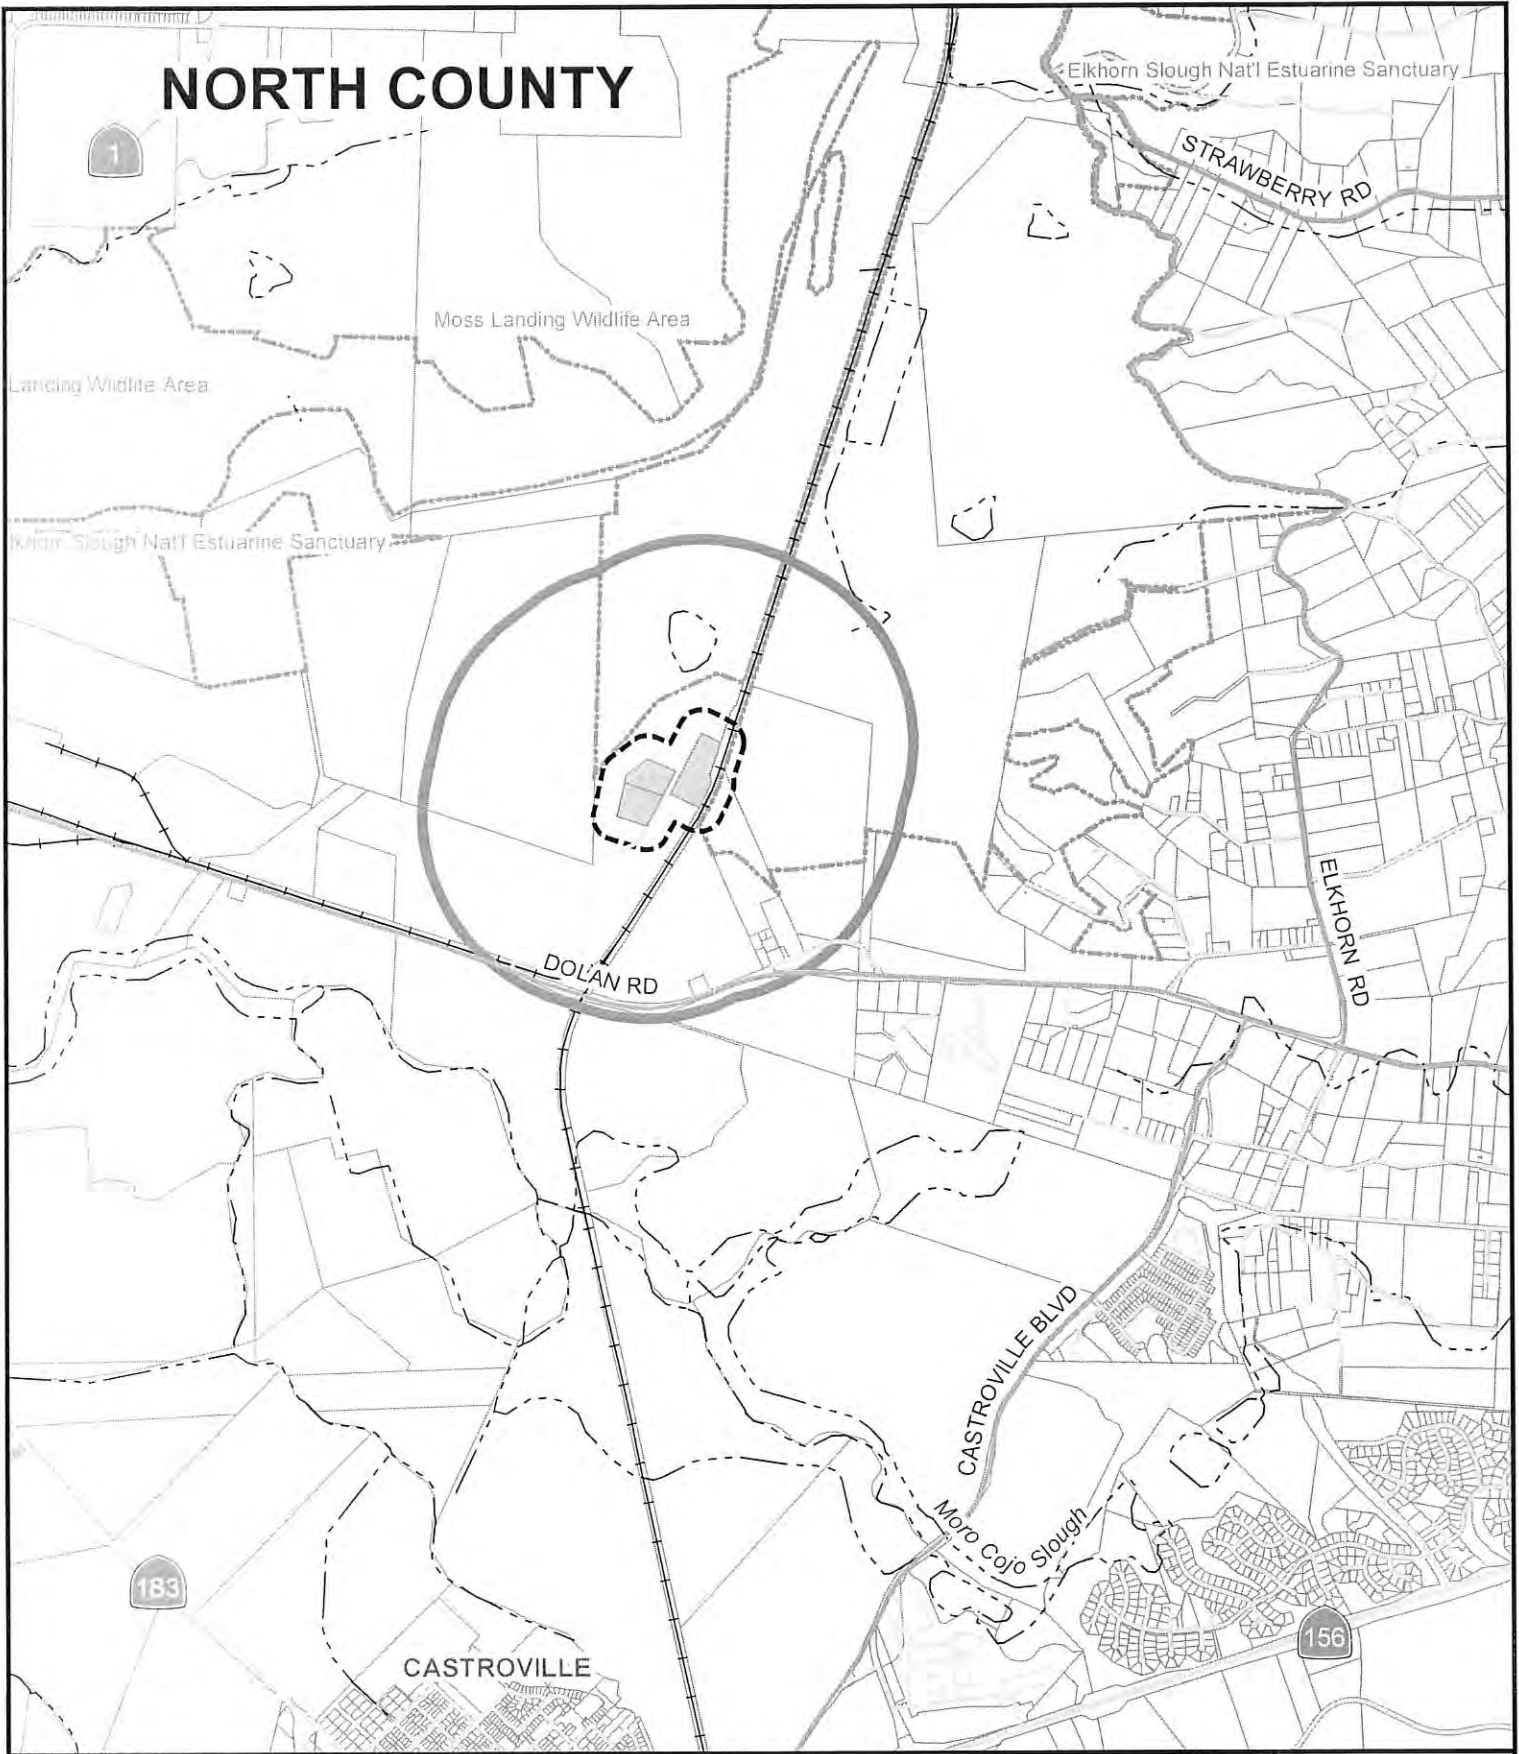 NORTH COUNTY
Elkhorn Slough Nat'l Estuarine Sanctuary
1
STRAWBERRY RD
Moss Landing Wildlife Area
Landing Wildlife Area
Slough Nat'l Estuarine Sanctuary
ELKHORN RD
DOLAN RD
CASTROVILLE BLVD
Moro Cojo Slough
183
156
CASTROVILLE